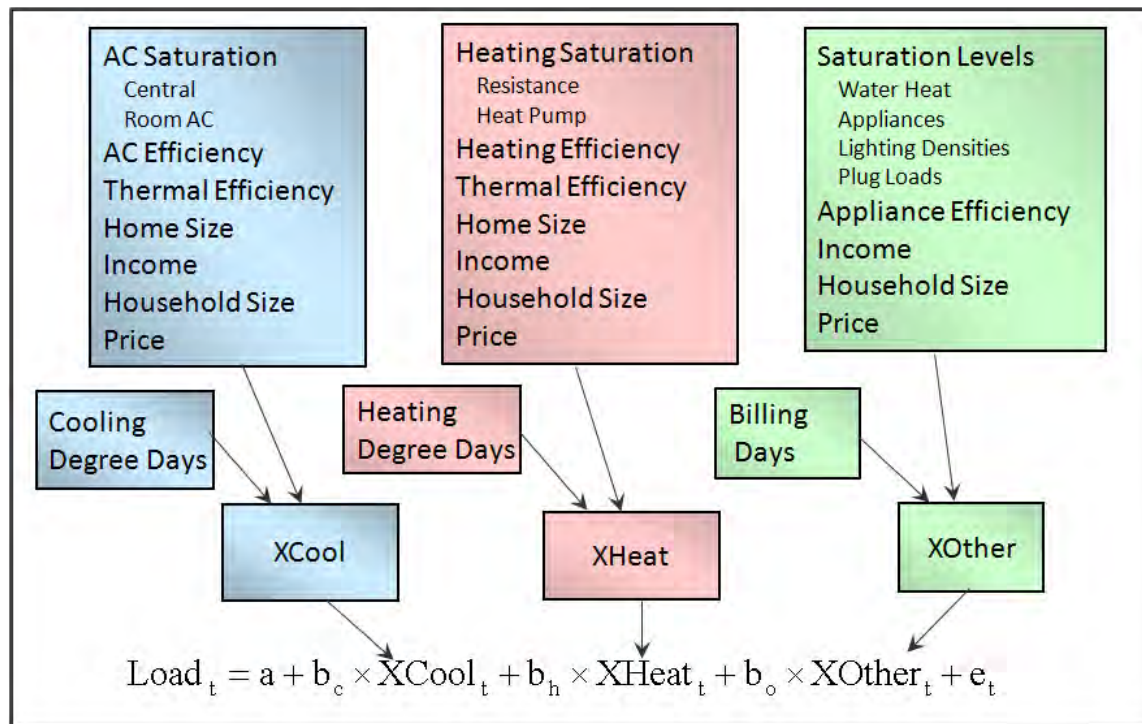 AC Saturation
Central
Room AC
AC Efficiency
Thermal Efficiency
Home Size
Income
Household Size
Price
Heating Saturation
Resistance
Heat Pump
Heating Efficiency
Thermal Efficiency
Home Size
Income
Household Size
Price
Saturation Levels
Water Heat
Appliances
Lighting Densities
Plug Loads
Appliance Efficiency
Income
Household Size
Price
Cooling
Degree Days
Heating
Degree Days
Billing
Days
XCool
XHeat
XOther
Load_t = a + b_c × XCool_t + b_h × XHeat_t + b_o × XOther_t + e_t